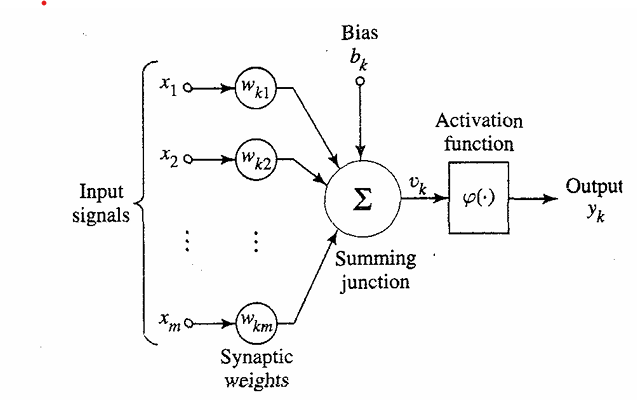 Bias
b_k
x_1
w_k1
Activation
function
x_2
w_k2
Input
signals
Σ
v_k
φ(·)
Output
y_k
⋮
⋮
Summing
junction
x_m
w_km
Synaptic
weights